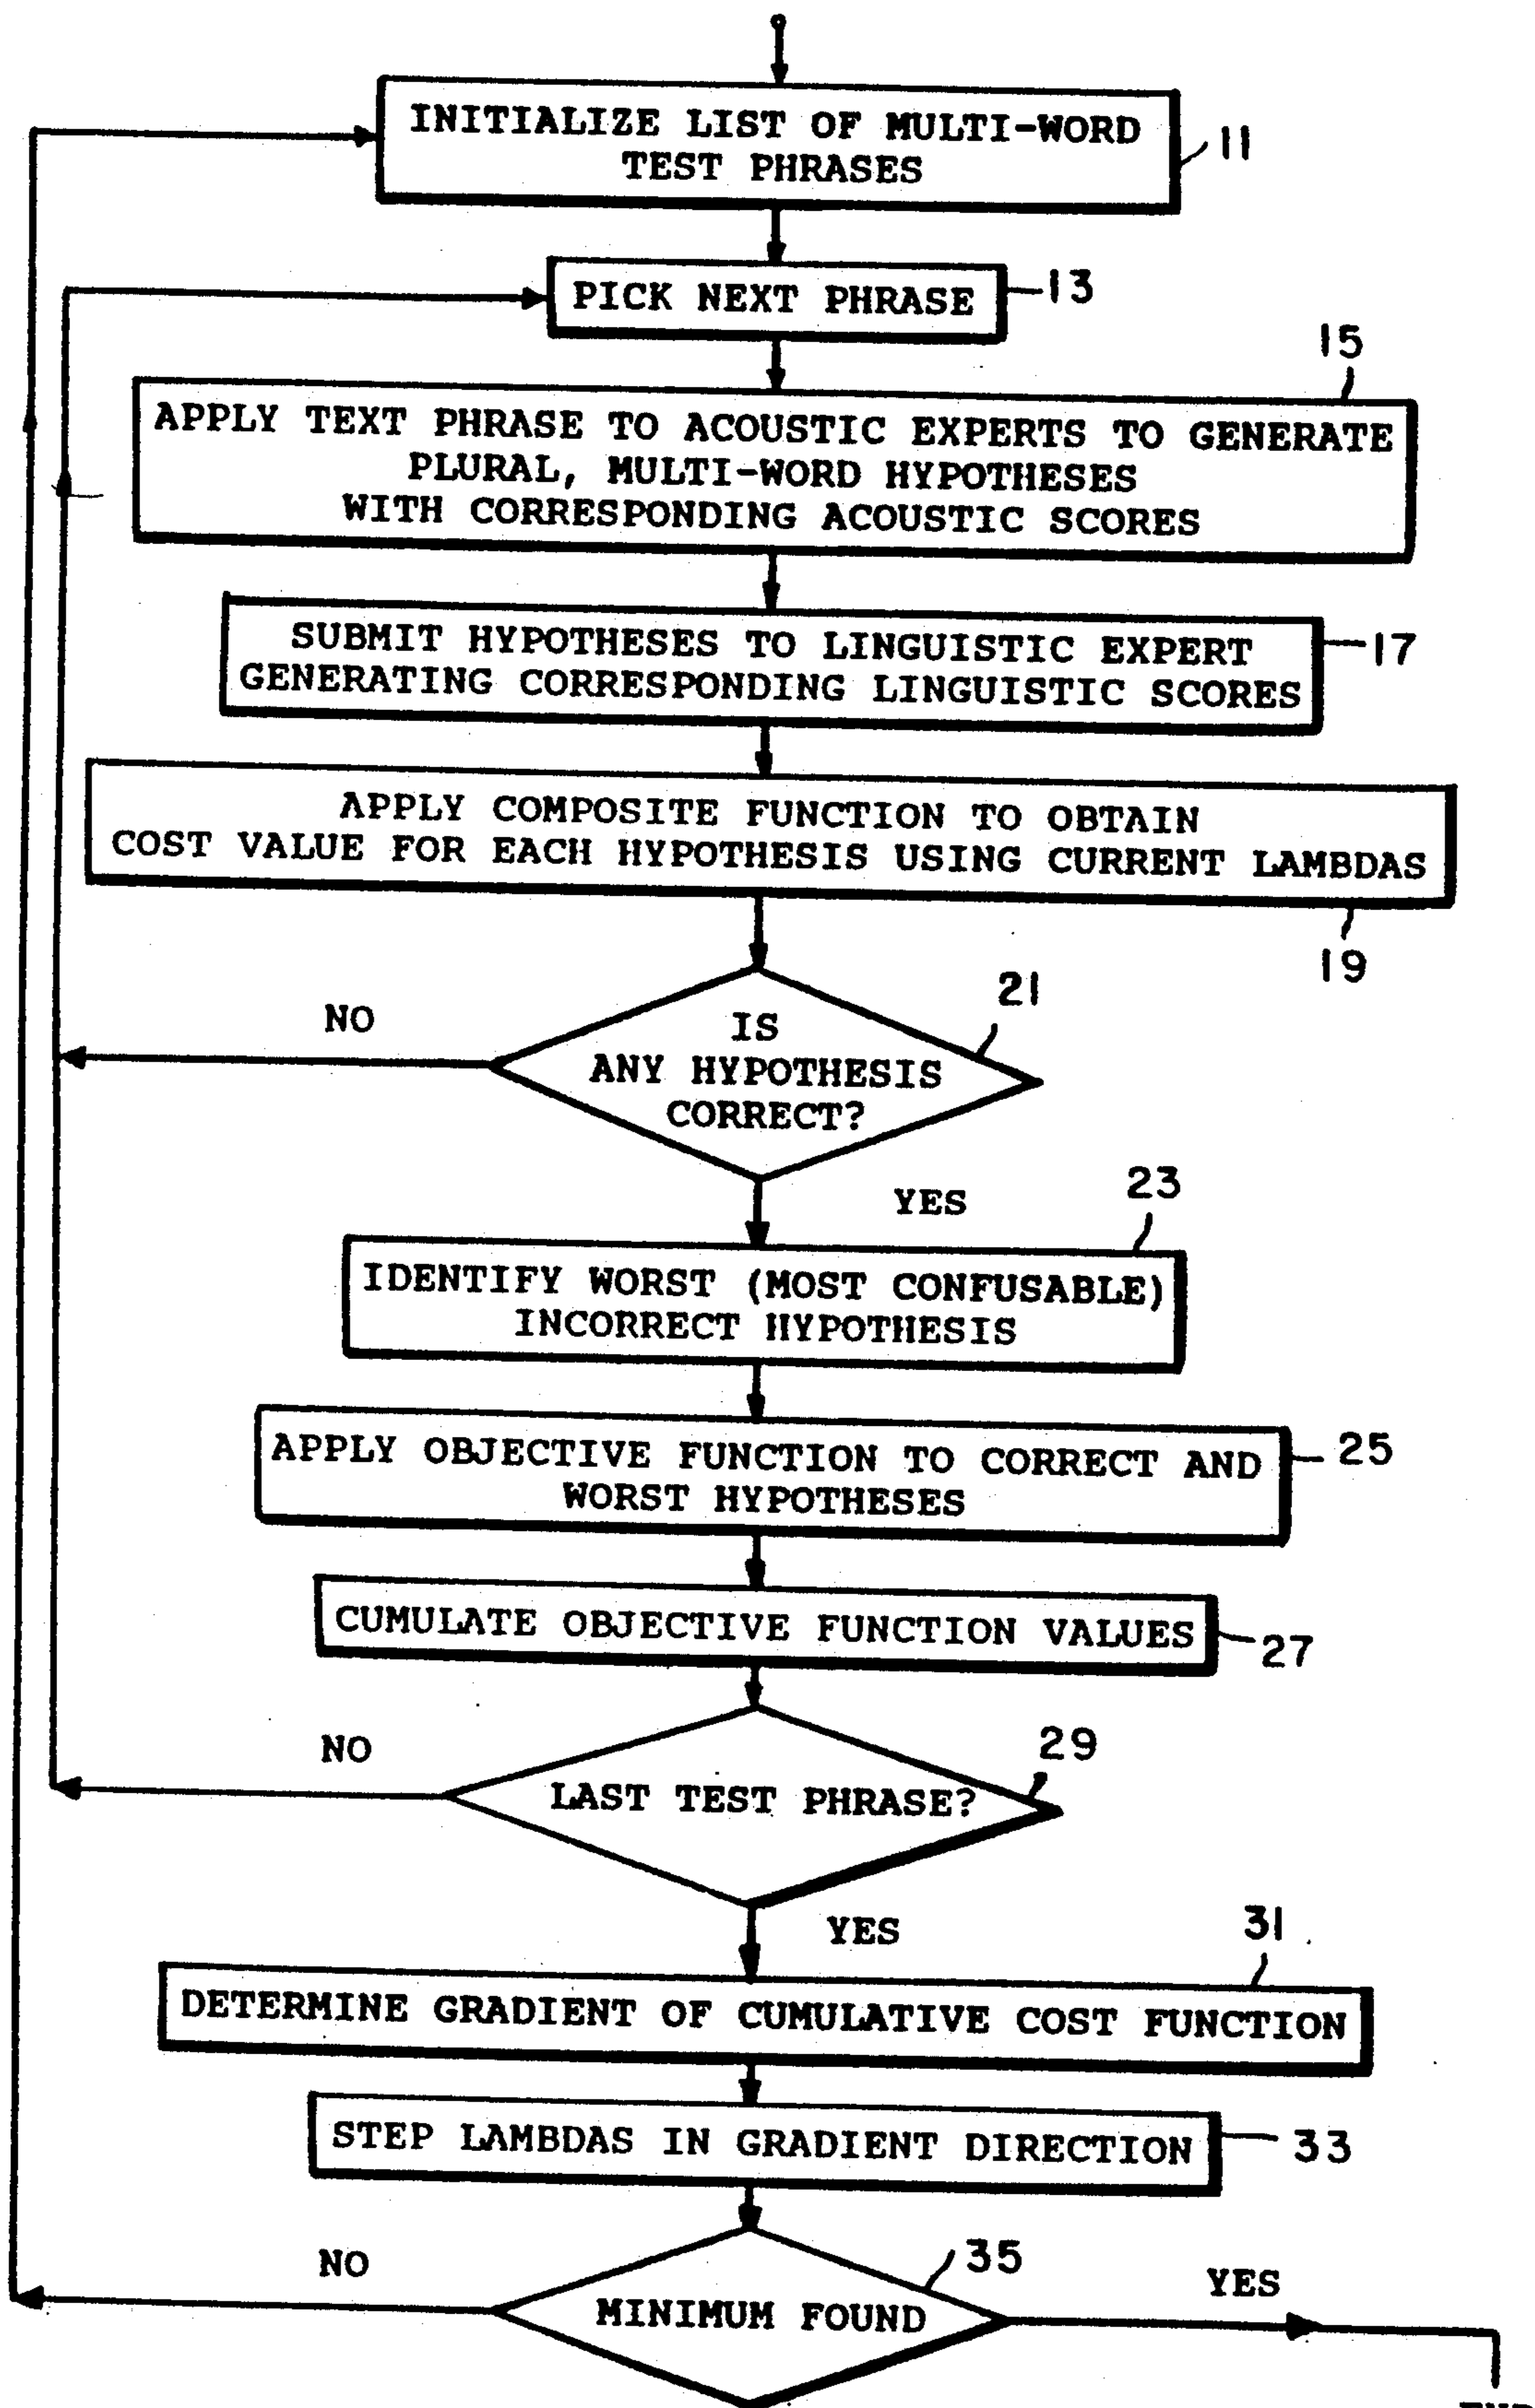 INITIALIZE LIST OF MULTI-WORD
TEST PHRASES
11
PICK NEXT PHRASE
13
15
APPLY TEXT PHRASE TO ACOUSTIC EXPERTS TO GENERATE
PLURAL, MULTI-WORD HYPOTHESES
WITH CORRESPONDING ACOUSTIC SCORES
SUBMIT HYPOTHESES TO LINGUISTIC EXPERT
GENERATING CORRESPONDING LINGUISTIC SCORES
17
APPLY COMPOSITE FUNCTION TO OBTAIN
COST VALUE FOR EACH HYPOTHESIS USING CURRENT LAMBDAS
19
21
NO
IS
ANY HYPOTHESIS
CORRECT?
YES
23
IDENTIFY WORST (MOST CONFUSABLE)
INCORRECT HYPOTHESIS
APPLY OBJECTIVE FUNCTION TO CORRECT AND
WORST HYPOTHESES
25
CUMULATE OBJECTIVE FUNCTION VALUES
27
NO
29
LAST TEST PHRASE?
YES
31
DETERMINE GRADIENT OF CUMULATIVE COST FUNCTION
STEP LAMBDAS IN GRADIENT DIRECTION
33
NO
35
YES
MINIMUM FOUND